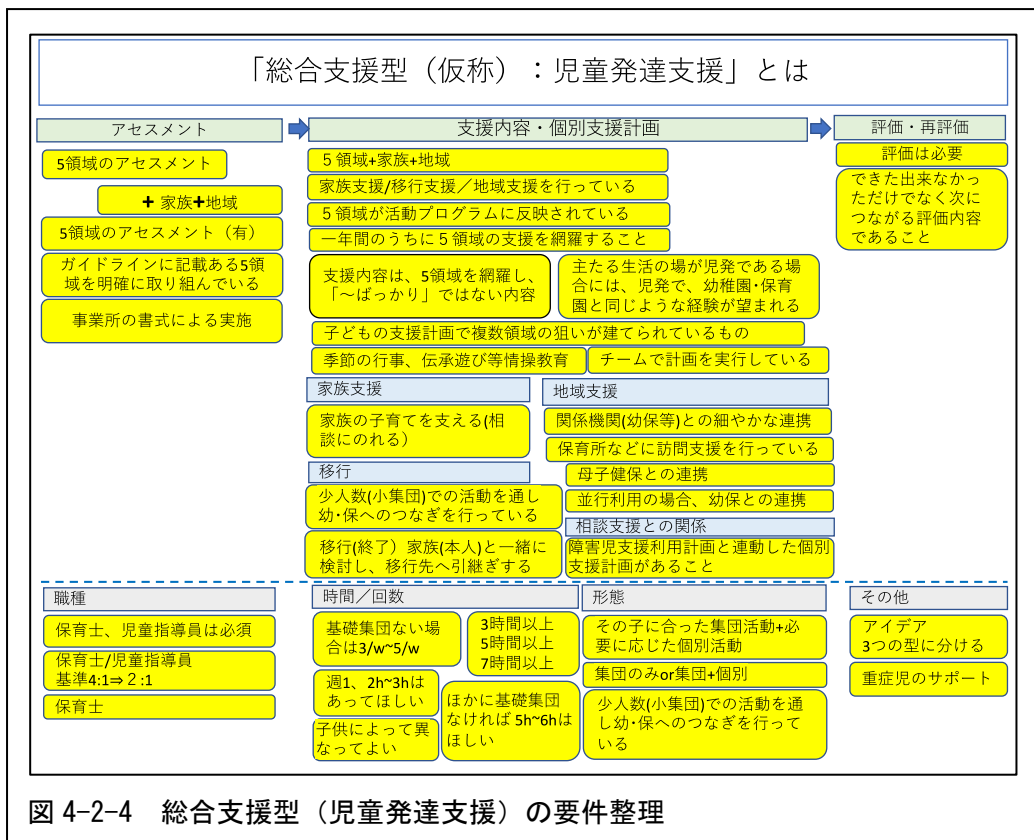 「総合支援型（仮称）：児童発達支援」とは
アセスメント
支援内容・個別支援計画
評価・再評価
5領域のアセスメント
＋ 家族＋地域
5領域のアセスメント（有）
ガイドラインに記載ある5領
域を明確に取り組んでいる
事業所の書式による実施
５領域+家族+地域
家族支援/移行支援／地域支援を行っている
５領域が活動プログラムに反映されている
一年間のうちに５領域の支援を網羅すること
支援内容は、5領域を網羅し、
「～ばっかり」ではない内容
主たる生活の場が児発である場
合には、児発で、幼稚園・保育
園と同じような経験が望まれる
子どもの支援計画で複数領域の狙いが建てられているもの
季節の行事、伝承遊び等情操教育
チームで計画を実行している
評価は必要
できた出来なかっ
ただけでなく次に
つながる評価内容
であること
家族支援
家族の子育てを支える(相
談にのれる）
移行
少人数(小集団)での活動を通し
幼・保へのつなぎを行っている
移行(終了）家族(本人)と一緒に
検討し、移行先へ引継ぎする
地域支援
関係機関(幼保等)との細やかな連携
保育所などに訪問支援を行っている
母子健保との連携
並行利用の場合、幼保との連携
相談支援との関係
障害児支援利用計画と連動した個別
支援計画があること
職種
保育士、児童指導員は必須
保育士/児童指導員
基準4:1⇒２:1
保育士
時間／回数
基礎集団ない場
合は3/w~5/w
3時間以上
5時間以上
7時間以上
週1、2h~3hは
あってほしい
ほかに基礎集団
なければ 5h~6hは
ほしい
子供によって異
なってよい
形態
その子に合った集団活動+必
要に応じた個別活動
集団のみor集団+個別
少人数(小集団)での活動を通
し幼・保へのつなぎを行って
いる
その他
アイデア
3つの型に分ける
重症児のサポート
図 4-2-4　総合支援型（児童発達支援）の要件整理